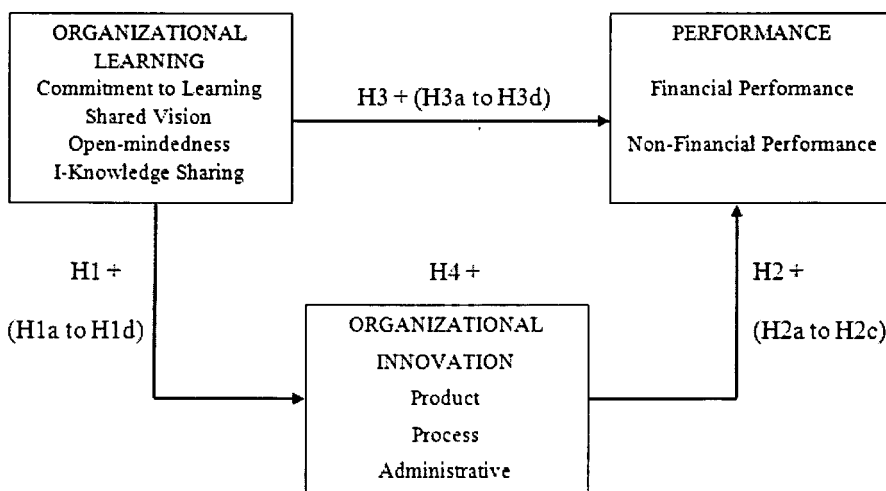 ORGANIZATIONAL
LEARNING
Commitment to Learning
Shared Vision
Open-mindedness
I-Knowledge Sharing
H3 + (H3a to H3d)
PERFORMANCE
Financial Performance
Non-Financial Performance
H1 +
(H1a to H1d)
H4 +
H2 +
(H2a to H2c)
ORGANIZATIONAL
INNOVATION
Product
Process
Administrative